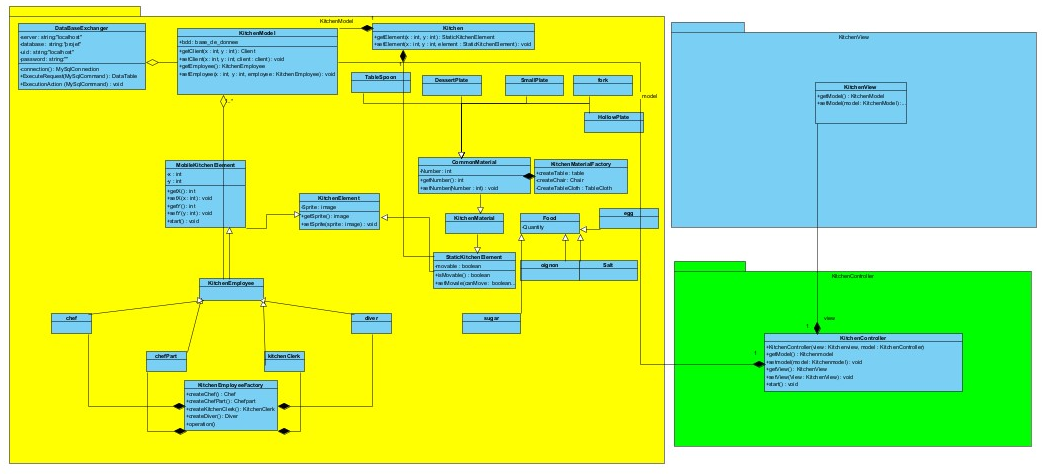 KitchenModel
DataBaseExchanger
-server : string"localhost"
-database : string "projet"
-uid : string "localhost"
-password : string""
-connection() : MySqlConnection
+ExecuteRequest(MySqlCommand) : DataTable
+ExecuterAction (MySqlCommand) : void
KitchenModel
+bdd : base_de_donnee
+getClient(x : int, y : int) : Client
+setClient(x : int, y : int, client : client) : void
+getEmployee() : KitchenEmployee
+setEmployee(x : int, y : int, employee : KitchenEmployee) : void
Kitchen
+getElement(x : int, y : int) : StaticKitchenElement
+setElement(x : int, y : int, element : StaticKitchenElement) : void
TableSpoon
DessertPlate
SmallPlate
fork
HollowPlate
model
MobileKitchenElement
-x : int
-y : int
+getX() : int
+setX(x : int) : void
+getY() : int
+setY(y : int) : void
+start() : void
KitchenElement
-Sprite : image
+getSprite() : image
+setSprite(sprite : image) : void
CommonMaterial
-Number : int
+getNumber() : int
+setNumber(Number : int) : void
KitchenMaterialFactory
+createTable : table
+createChair : Chair
-CreateTableCloth : TableCloth
KitchenMaterial
Food
-Quantity
egg
StaticKitchenElement
+movable : boolean
+isMovable() : boolean
+setMovale(canMove : boolean...
oignon
Salt
sugar
KitchenEmployee
chef
diver
chefPart
kitchenClerk
KitchenEmployeeFactory
+createChef() : Chef
+createChefPart() : Chefpart
+createKitchenClerk() : KitchenClerk
+createDiver() : Diver
+operation()
KitchenView
KitchenView
+getModel() : KitchenModel
+setModel(model : KitchenModel) : ...
KitchenController
view
1
1
KitchenController
+KitchenController(view : Kitchenview, model : KitchenController)
+getModel() : Kitchenmodel
+setmodel(model : Kitchenmodel) : void
+getView() : KitchenView
+setView(View : KitchenView) : void
+start() : void